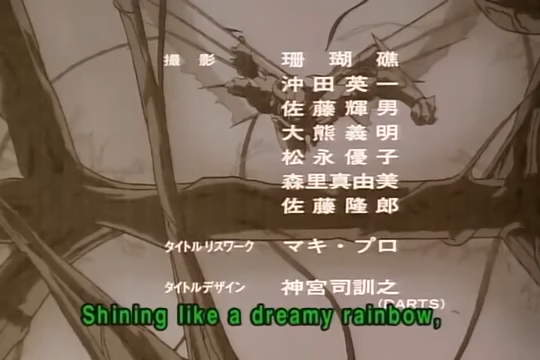 撮影 珊瑚礁
沖田英一
佐藤輝男
大熊義明
松永優子
森里真由美
佐藤隆郎
タイトルリスワーク マキ・プロ
タイトルデザイン 神宮司訓之
(DARTS)
Shining like a dreamy rainbow,